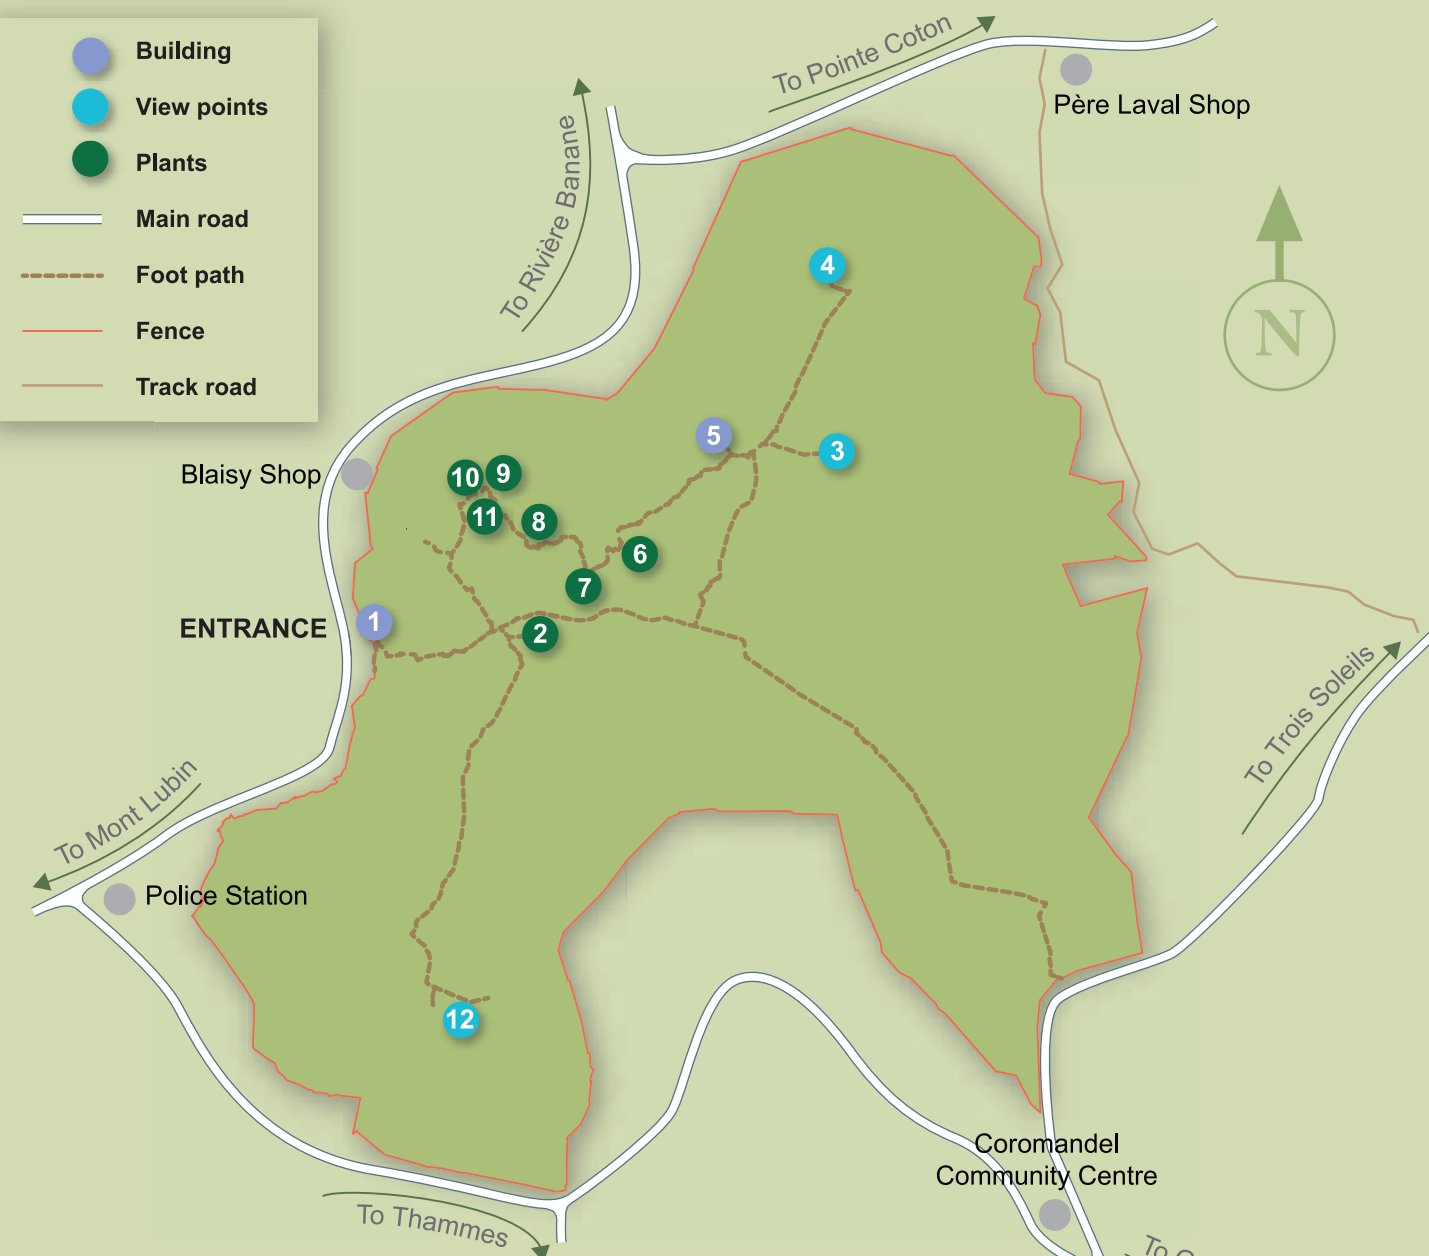 Building
View points
Plants
Main road
Foot path
Fence
Track road
To Pointe Coton
Père Laval Shop
To Rivière Banane
N
4
5
3
Blaisy Shop
10
9
11
8
6
7
ENTRANCE
1
2
To Trois Soleils
To Mont Lubin
Police Station
12
Coromandel
Community Centre
To Thammes
To